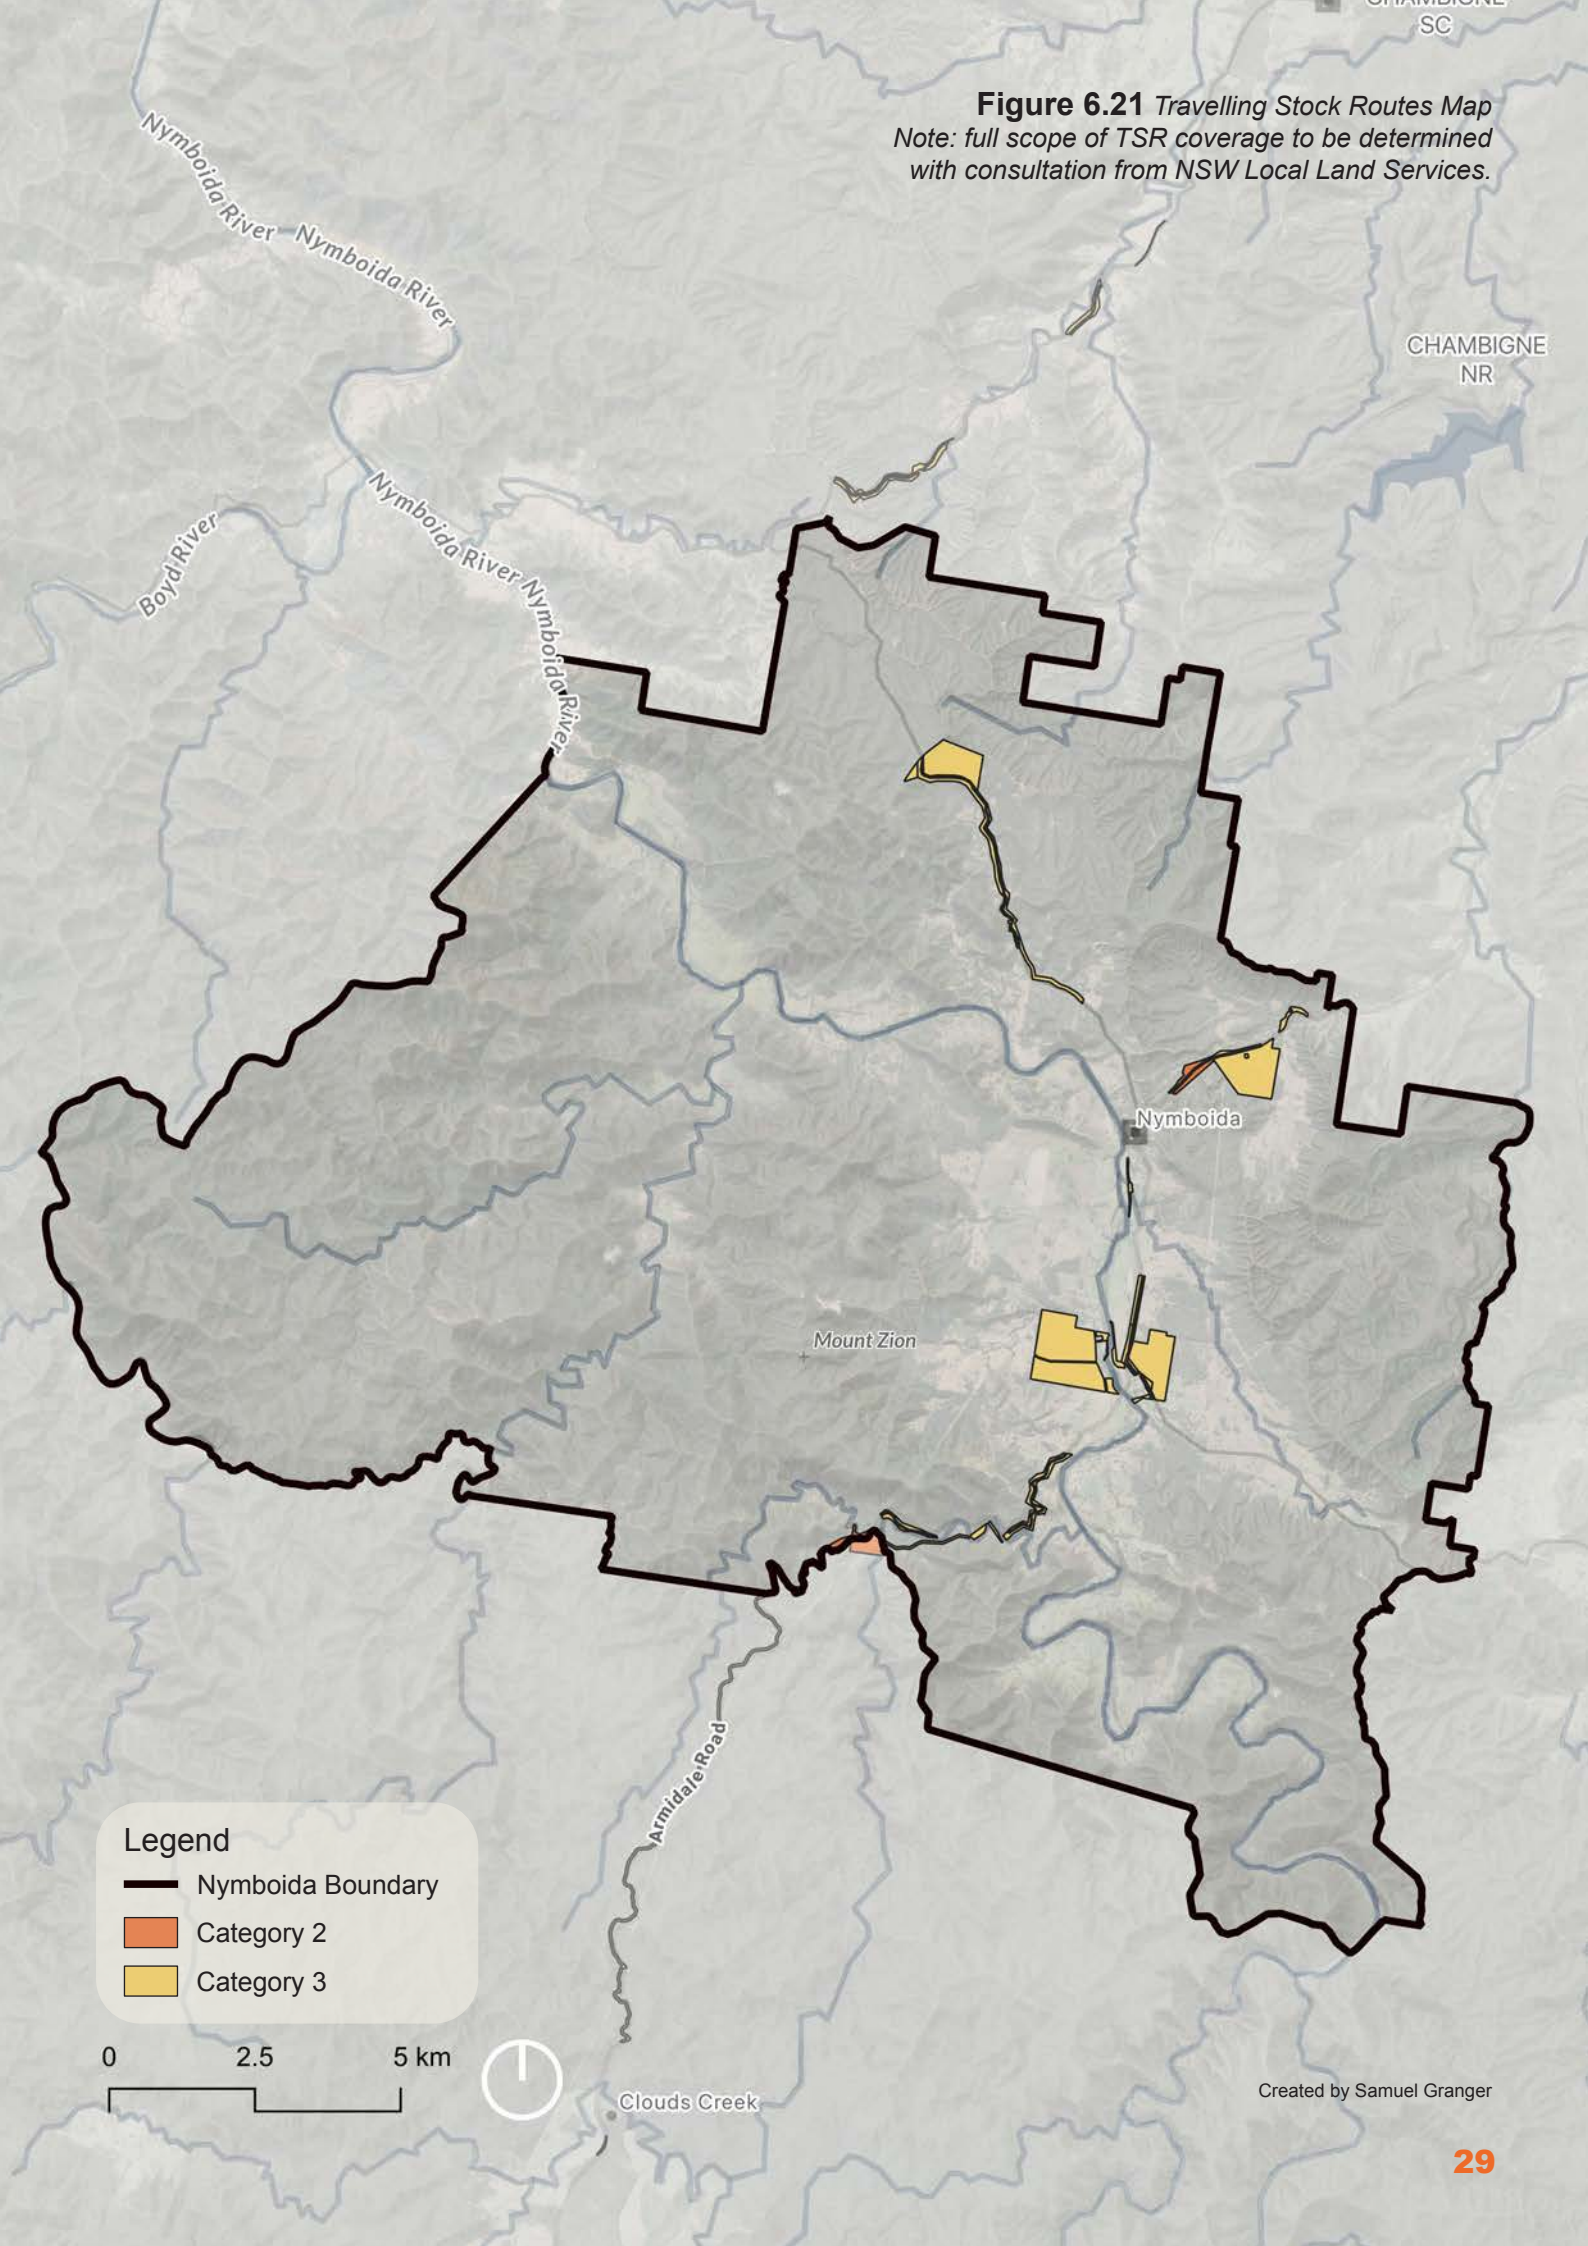 SC
Figure 6.21 Travelling Stock Routes Map
Note: full scope of TSR coverage to be determined
with consultation from NSW Local Land Services.
Nymboida River
Nymboida River
CHAMBIGNE
NR
Nymboida River
Boyd River
Nymboida River
Nymboida
Mount Zion
Armidale Road
Legend
Nymboida Boundary
Category 2
Category 3
0 2.5 5 km
Clouds Creek
Created by Samuel Granger
29